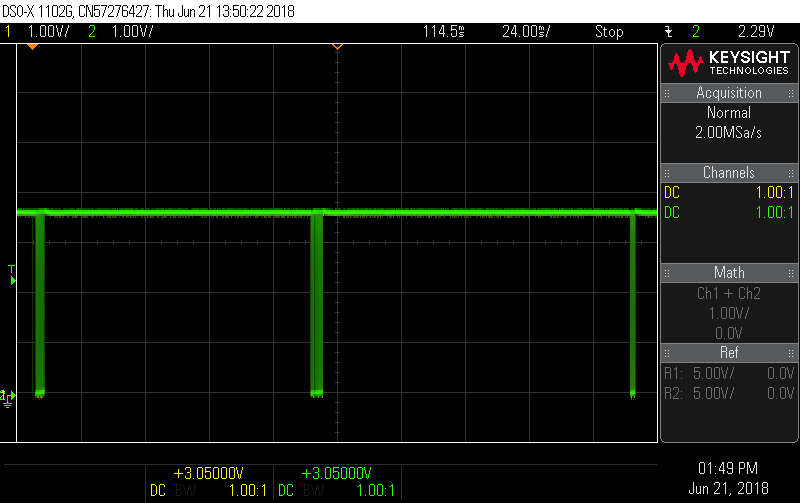 DSO-X 1102G, CN57276427: Thu Jun 21 13:50:22 2018
1 1.00V/ 2 1.00V/ 114.5ms 24.00ms/ Stop 2 2.29V
KEYSIGHT
TECHNOLOGIES
Acquisition
Normal
2.00MSa/s
Channels
DC 1.00:1
DC 1.00:1
T
Math
Ch1 + Ch2
1.00V/
0.0V
Ref
R1: 5.00V/ 0.0V
R2: 5.00V/ 0.0V
+3.05000V +3.05000V
DC BW 1.00:1 DC BW 1.00:1
01:49 PM
Jun 21, 2018